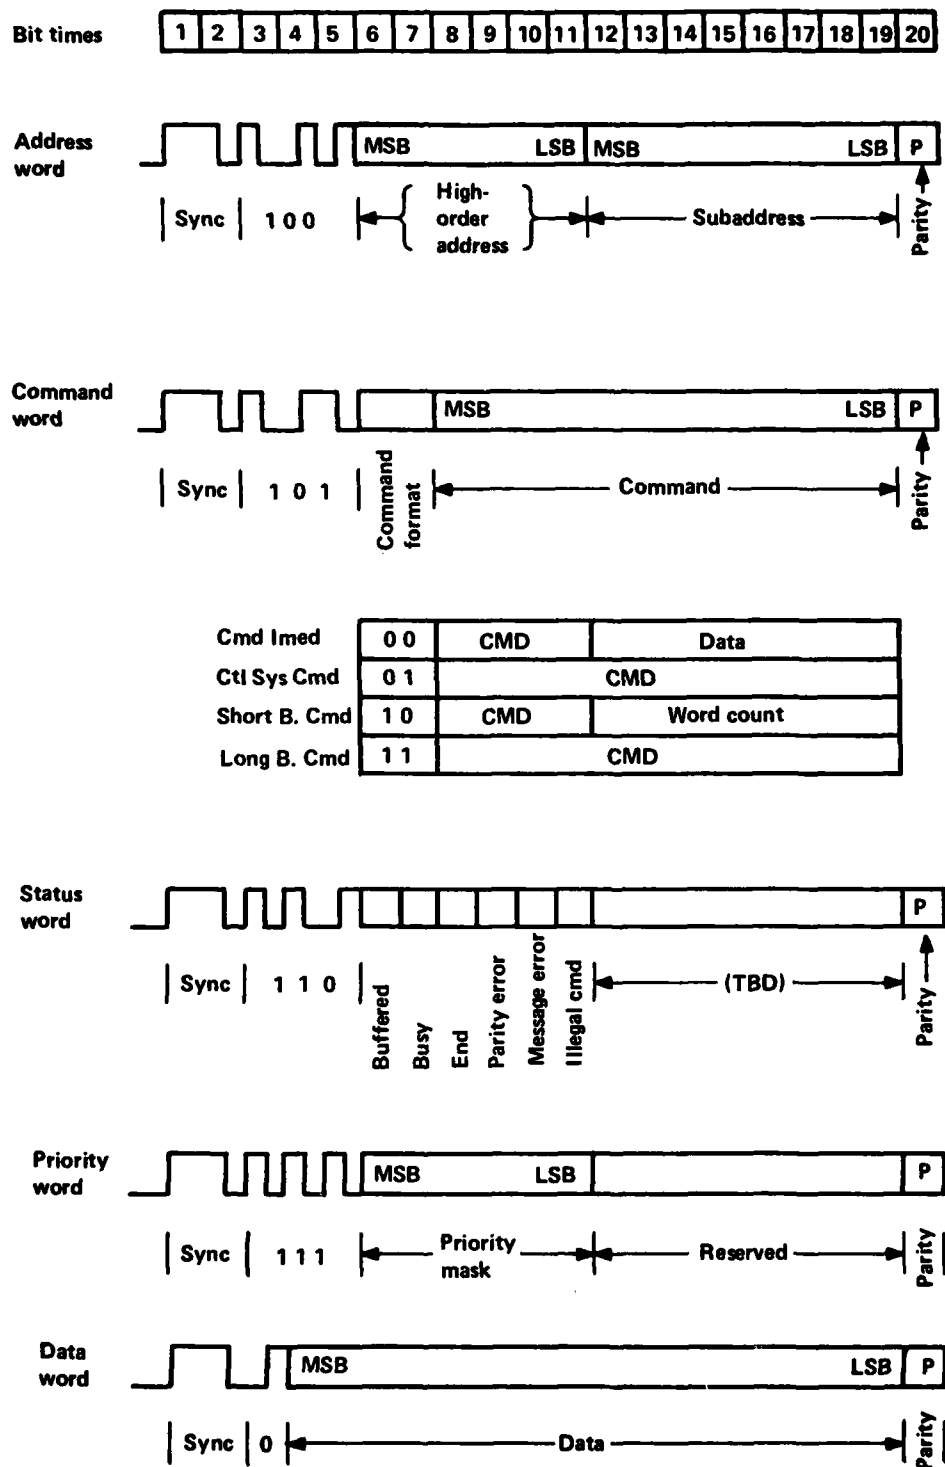 Bit times 1 2 3 4 5 6 7 8 9 10 11 12 13 14 15 16 17 18 19 20
Address
word
MSB LSB MSB LSB P
Sync 1 0 0
High-
order
address
Subaddress
Parity
Command
word
MSB LSB P
Sync 1 0 1
Command
format
Command
Parity
Cmd Imed 0 0 CMD Data
Ctl Sys Cmd 0 1 CMD
Short B. Cmd 1 0 CMD Word count
Long B. Cmd 1 1 CMD
Status
word
P
Sync 1 1 0
Buffered
Busy
End
Parity error
Message error
Illegal cmd
(TBD)
Parity
Priority
word
MSB LSB P
Sync 1 1 1
Priority
mask
Reserved
Parity
Data
word
MSB LSB P
Sync 0 Data
Parity